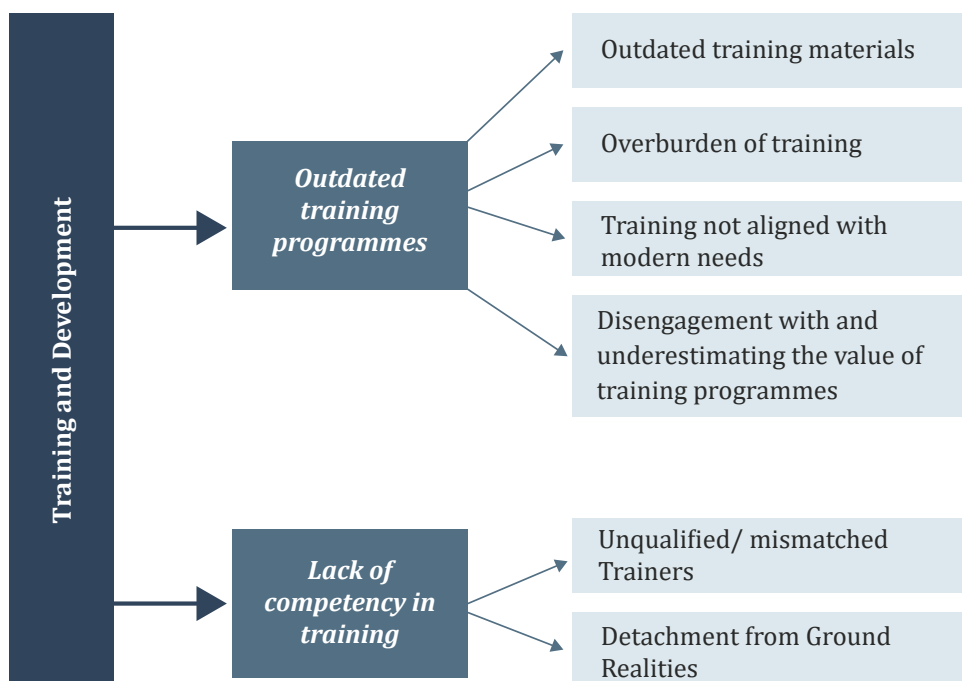 Training and Development
Outdated
training
programmes
Outdated training materials
Overburden of training
Training not aligned with
modern needs
Disengagement with and
underestimating the value of
training programmes
Lack of
competency in
training
Unqualified/ mismatched
Trainers
Detachment from Ground
Realities